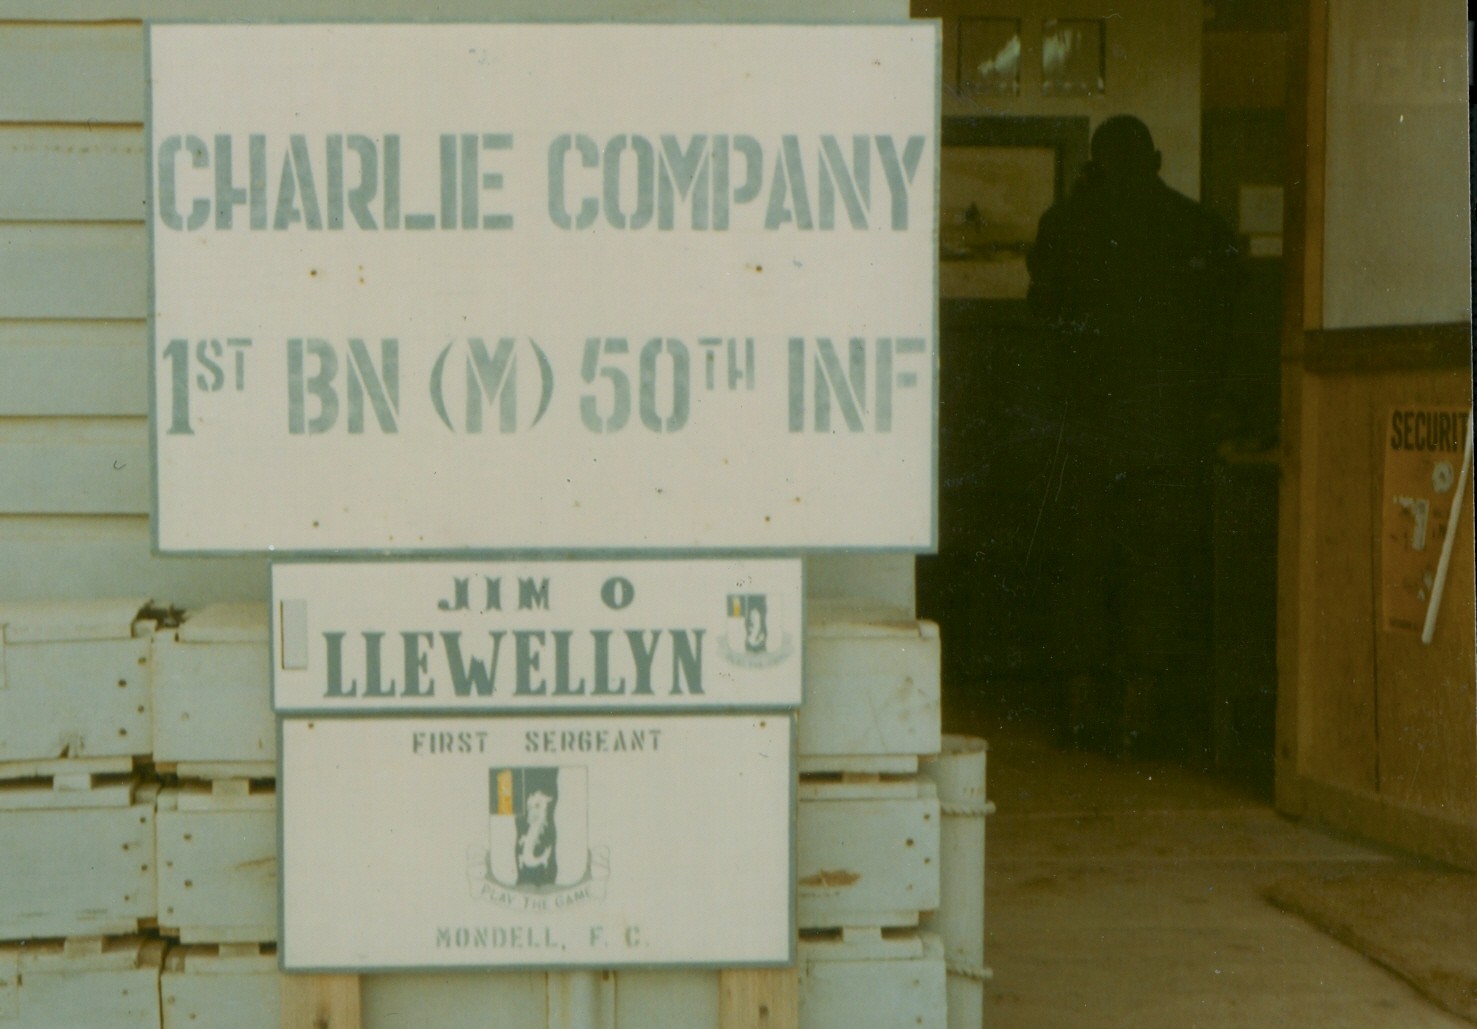 CHARLIE COMPANY
1ST BN (M) 50TH INF
JIM O
LLEWELLYN
FIRST SERGEANT
PLAY THE GAME
MONDELL, F. C.
SECURIT